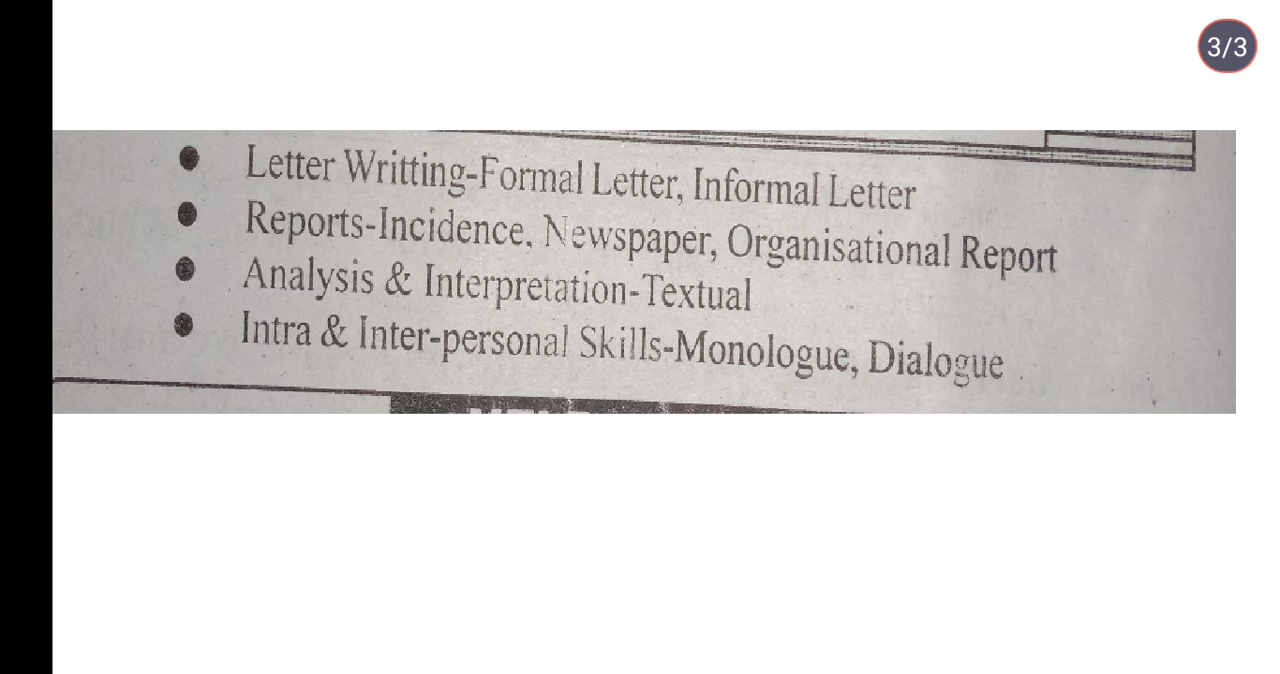 3/3
Letter Writting-Formal Letter, Informal Letter
Reports-Incidence, Newspaper, Organisational Report
Analysis & Interpretation-Textual
Intra & Inter-personal Skills-Monologue, Dialogue